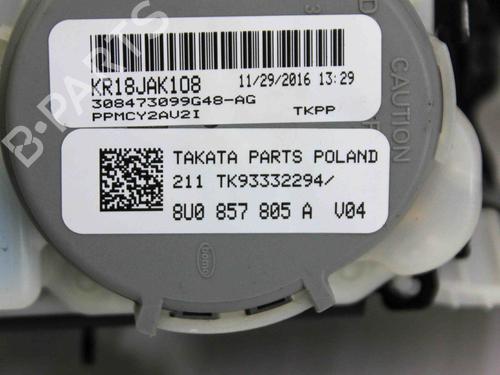 D
3
KR18JAK108 11/29/2016 13:29
308473099G48-AG
PPMCY2AV2I TKPP
CAUTION
TAKATA PARTS POLAND
211 TK93332294/
8U0 857 805 A V04
B-PARTS